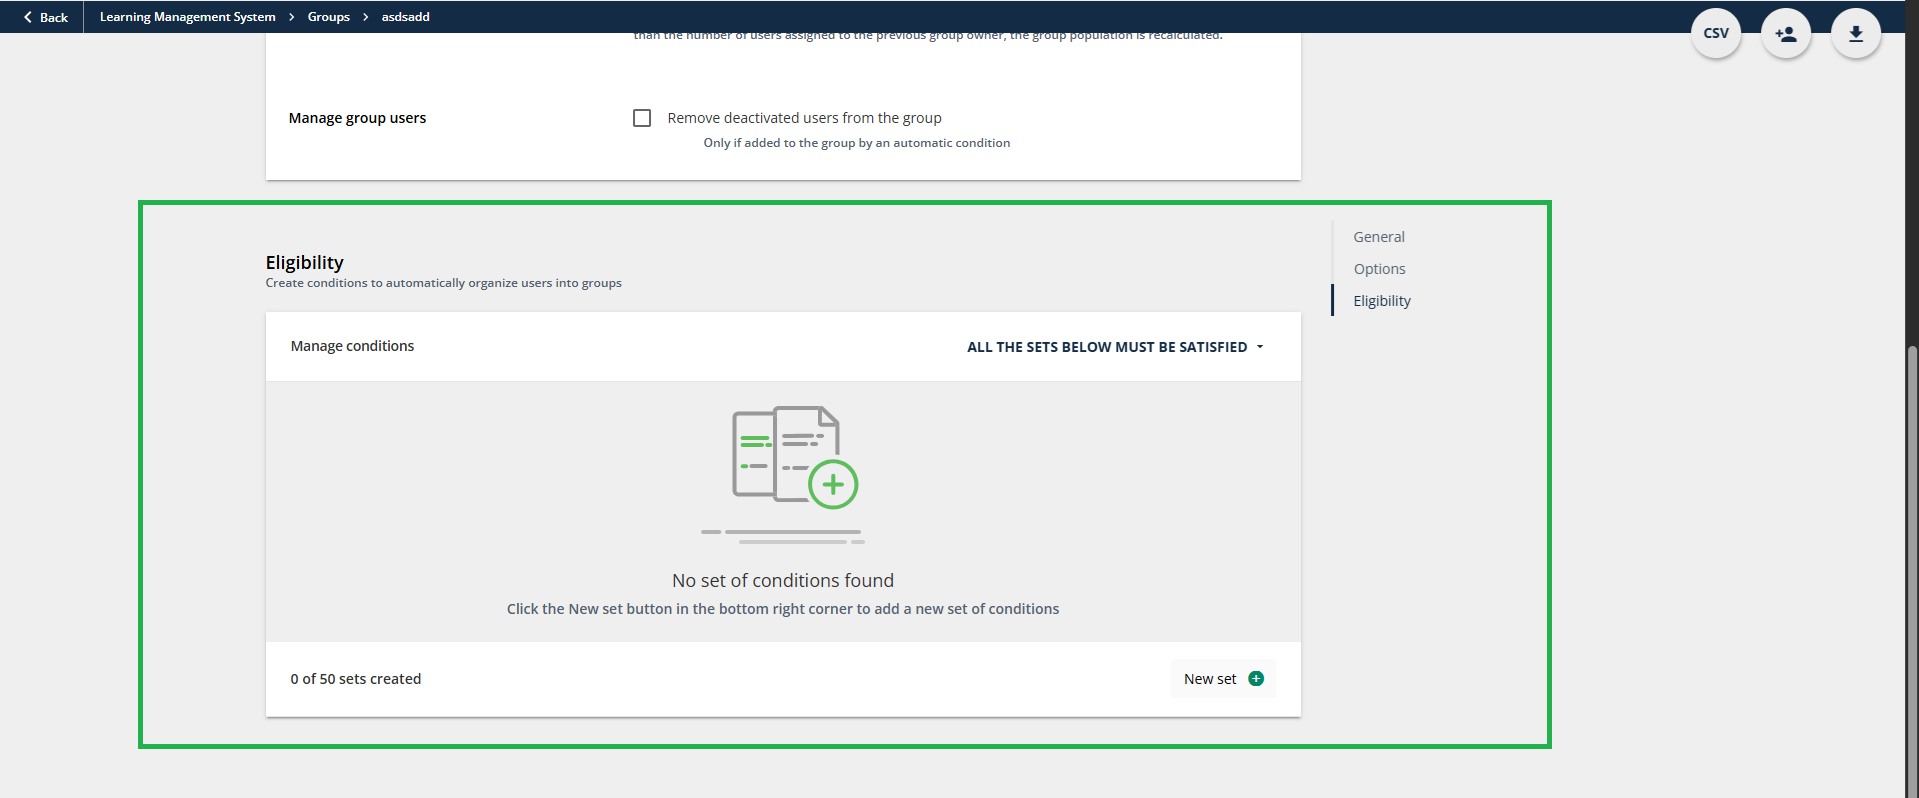 Back
Learning Management System > Groups > asdsadd
CSV
than the number of users assigned to the previous group owner, the group population is recalculated.
Manage group users
Remove deactivated users from the group
Only if added to the group by an automatic condition
General
Options
Eligibility
Eligibility
Create conditions to automatically organize users into groups
Manage conditions
ALL THE SETS BELOW MUST BE SATISFIED
No set of conditions found
Click the New set button in the bottom right corner to add a new set of conditions
0 of 50 sets created
New set